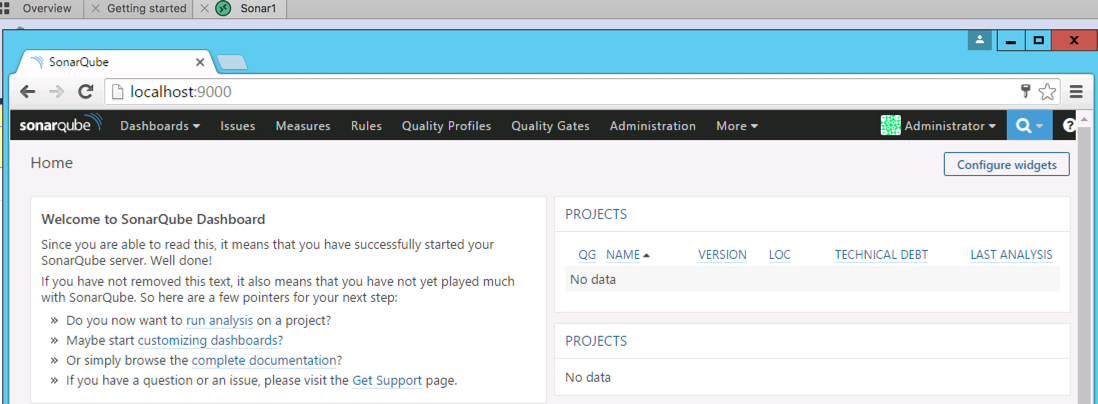 Overview Getting started Sonar1
SonarQube
localhost:9000
sonarqube Dashboards Issues Measures Rules Quality Profiles Quality Gates Administration More Administrator ?
Home
Configure widgets
Welcome to SonarQube Dashboard
Since you are able to read this, it means that you have successfully started your
SonarQube server. Well done!
If you have not removed this text, it also means that you have not yet played much
with SonarQube. So here are a few pointers for your next step:
» Do you now want to run analysis on a project?
» Maybe start customizing dashboards?
» Or simply browse the complete documentation?
» If you have a question or an issue, please visit the Get Support page.
PROJECTS
QG NAME VERSION LOC TECHNICAL DEBT LAST ANALYSIS
No data
PROJECTS
No data